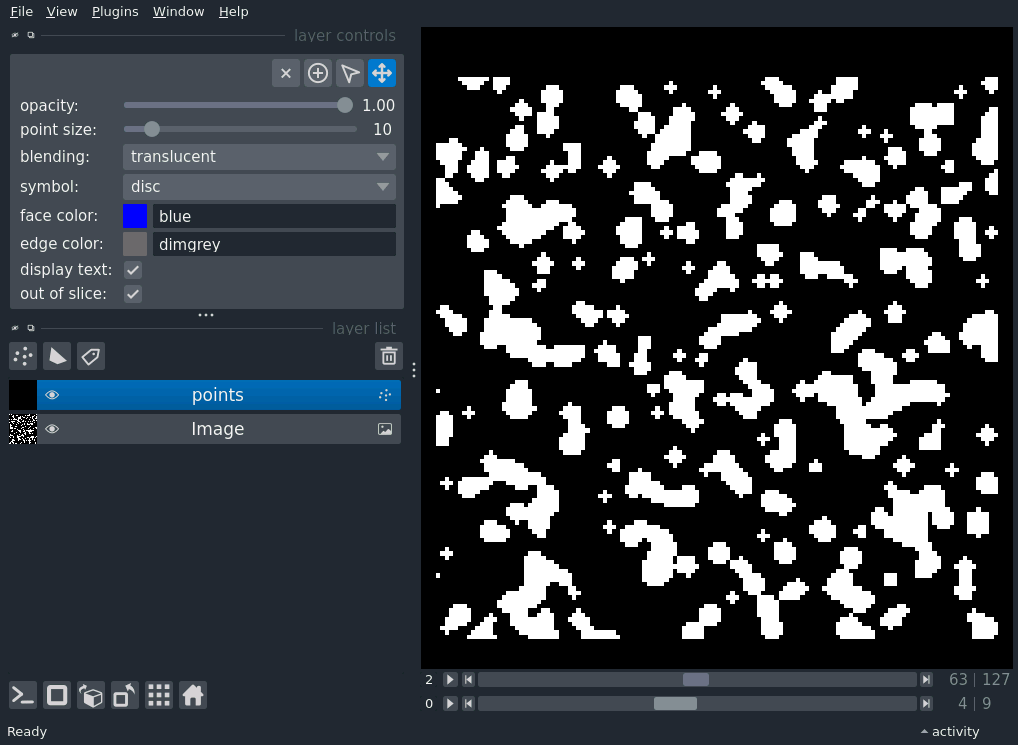 File View Plugins Window Help
layer controls
opacity: 1.00
point size: 10
blending: translucent
symbol: disc
face color: blue
edge color: dimgrey
display text:
out of slice:
layer list
points
Image
2 63 | 127
0 4 | 9
Ready activity